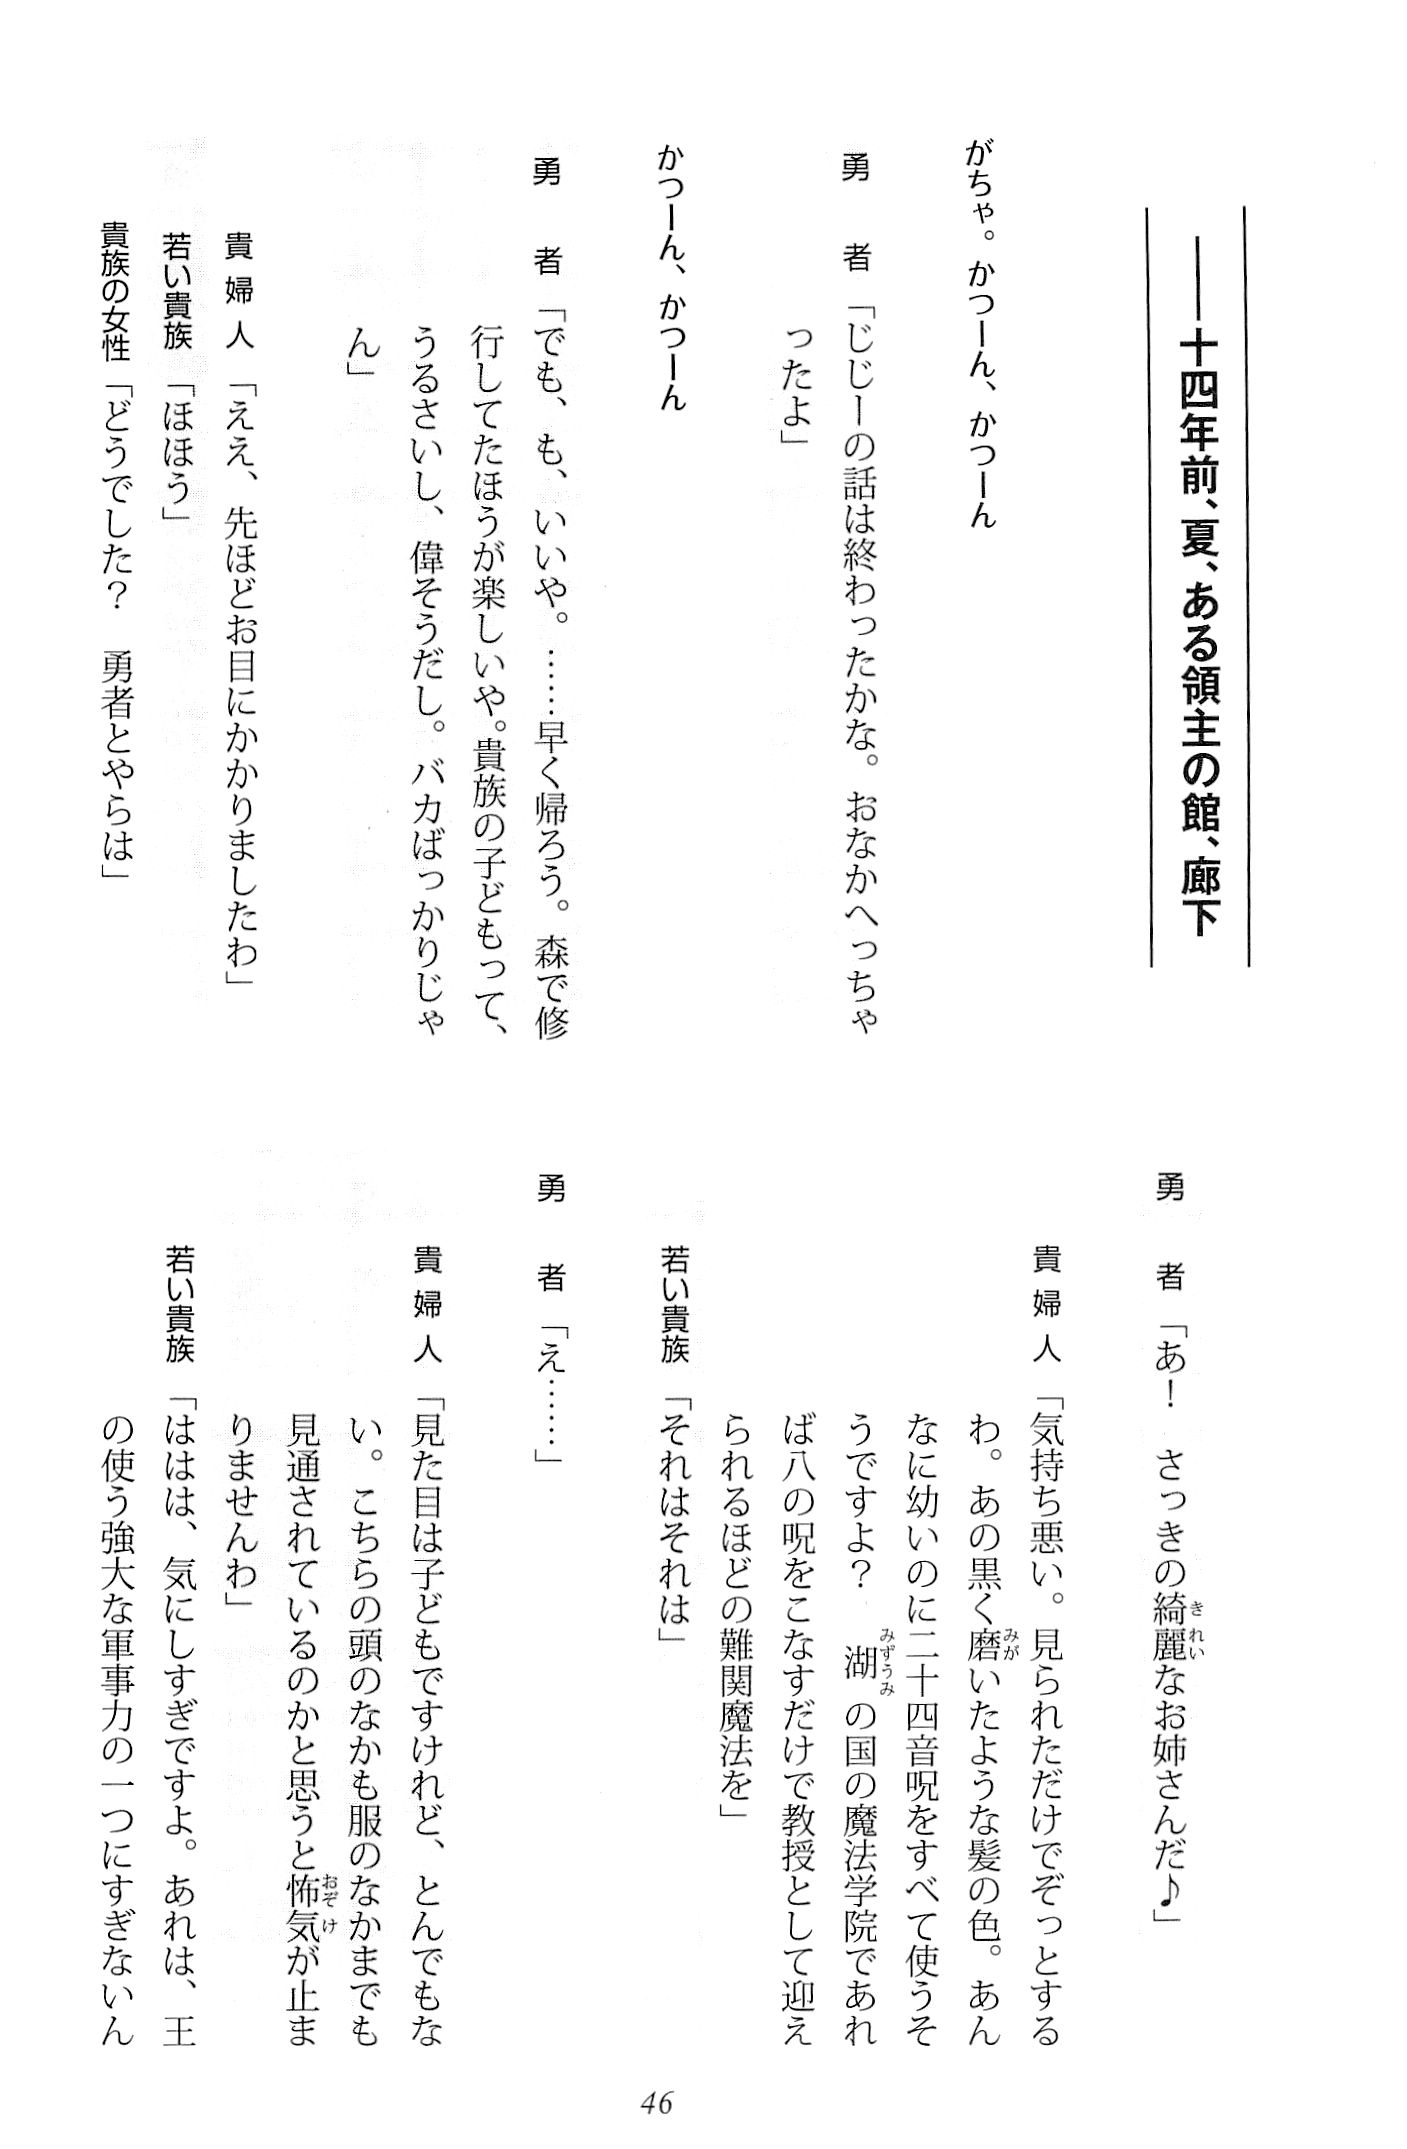 ――十四年前、夏、ある領主の館、廊下
がちゃ。かつーん、かつーん
勇　者「じじーの話は終わったかな。おなかへっちゃ
ったよ」
かつーん、かつーん
勇　者「でも、も、いいや。……早く帰ろう。森で修
行してたほうが楽しいや。貴族の子どもって、
うるさいし、偉そうだし。バカばっかりじゃ
ん」
貴婦人「ええ、先ほどお目にかかりましたわ」
若い貴族「ほほう」
貴族の女性「どうでした？　勇者とやらは」
勇　者「あ！　さっきの綺麗なお姉さんだ♪」
貴婦人「気持ち悪い。見られただけでぞっとする
わ。あの黒く磨いたような髪の色。あん
なに幼いのに二十四音呪をすべて使うそ
うですよ？　湖の国の魔法学院であれ
ば八の呪をこなすだけで教授として迎え
られるほどの難関魔法を」
若い貴族「それはそれは」
勇　者「え……」
貴婦人「見た目は子どもですけれど、とんでもな
い。こちらの頭のなかも服のなかまでも
見通されているのかと思うと怖気が止ま
りませんわ」
若い貴族「ははは、気にしすぎですよ。あれは、王
の使う強大な軍事力の一つにすぎないん
46